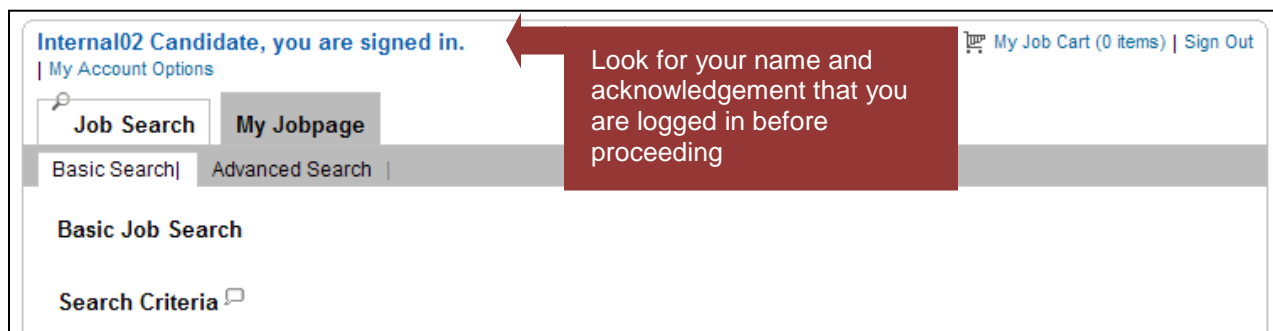 Internal02 Candidate, you are signed in.
My Job Cart (0 items) | Sign Out
| My Account Options
Look for your name and
acknowledgement that you
are logged in before
proceeding
Job Search
My Jobpage
Basic Search|
Advanced Search |
Basic Job Search
Search Criteria